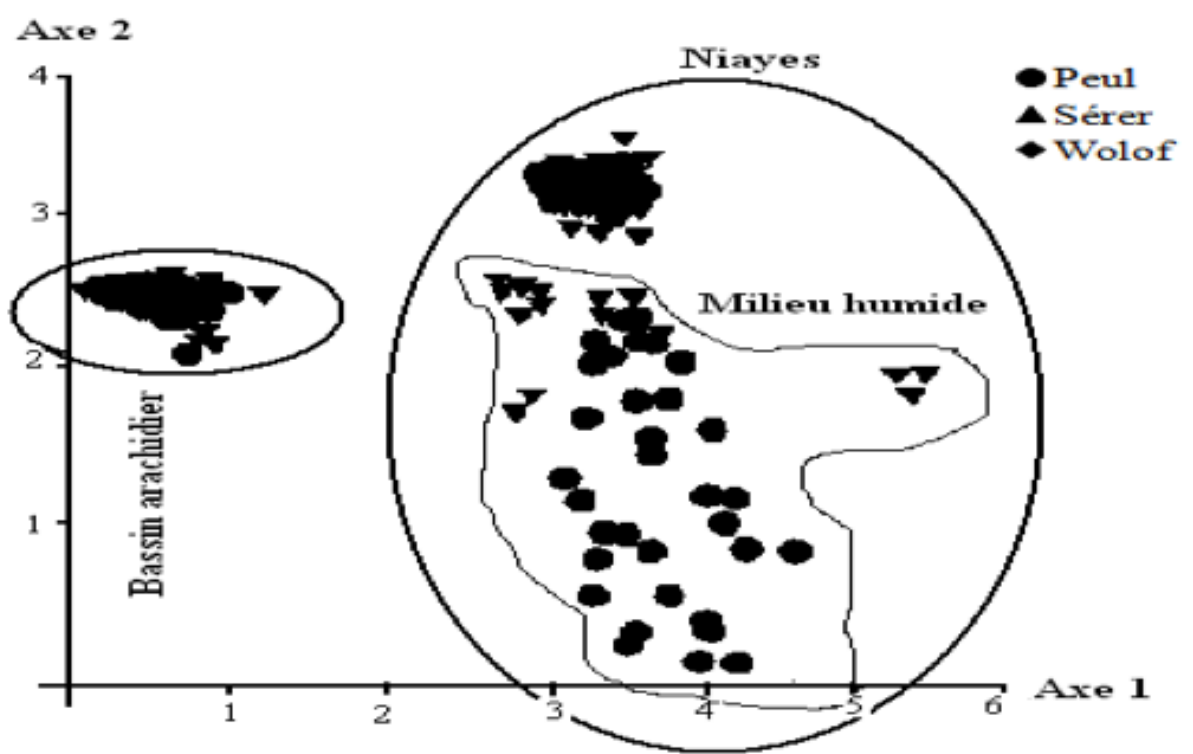 Axe 2
Niayes
Peul
Sérer
Wolof
4
3
2
1
Milieu humide
Bassin arachidier
1
2
3
4
5
6
Axe 1